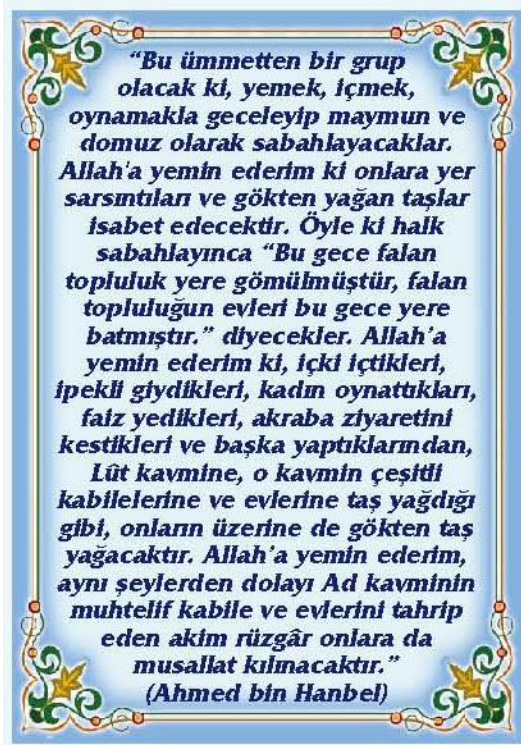 “Bu ümmetten bir grup
olacak ki, yemek, içmek,
oynamakla geceleyip maymun ve
domuz olarak sabahlayacaklar.
Allah'a yemin ederim ki onlara yer
sarsıntıları ve gökten yağan taşlar
isabet edecektir. Öyle ki halk
sabahlayınca “Bu gece falan
topluluk yere gömülmüştür, falan
topluluğun evleri bu gece yere
batmıştır.” diyecekler. Allah'a
yemin ederim ki, içki içtikleri,
ipekli giydikleri, kadın oynattıkları,
faiz yedikleri, akraba ziyaretini
kestikleri ve başka yaptıklarından,
Lût kavmine, o kavmin çeşitli
kabilelerine ve evlerine taş yağdığı
gibi, onların üzerine de gökten taş
yağacaktır. Allah'a yemin ederim,
aynı şeylerden dolayı Ad kavminin
muhtelif kabile ve evlerini tahrip
eden akim rüzgâr onlara da
musallat kılınacaktır.”
(Ahmed bin Hanbel)